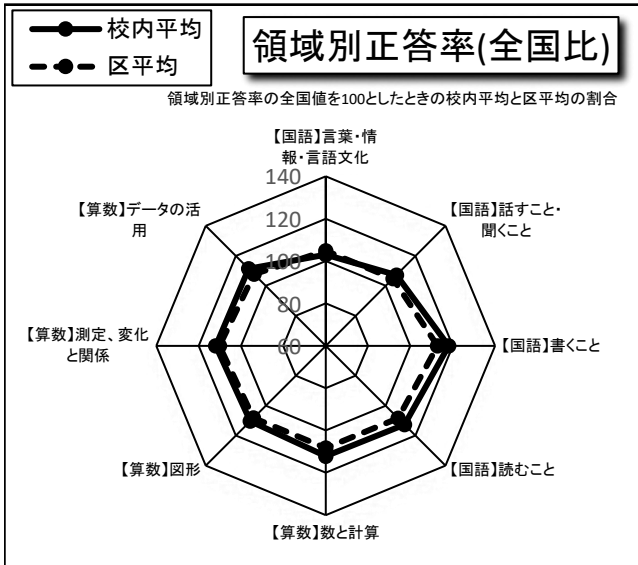 校内平均
区平均
領域別正答率(全国比)
領域別正答率の全国値を100としたときの校内平均と区平均の割合
【国語】言葉・情
報・言語文化
【国語】話すこと・
聞くこと
【国語】書くこと
【国語】読むこと
【算数】数と計算
【算数】図形
【算数】測定、変化
と関係
【算数】データの活
用
140
120
100
80
60